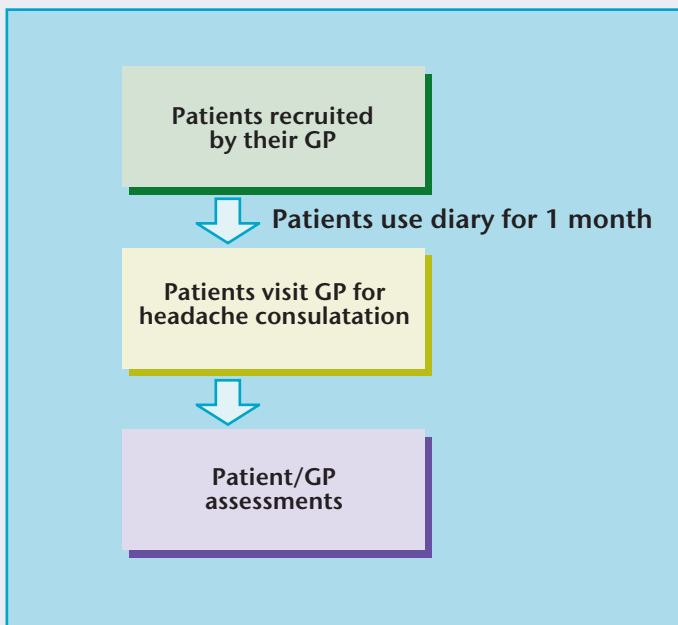 Patients recruited
by their GP
Patients use diary for 1 month
Patients visit GP for
headache consulatation
Patient/GP
assessments